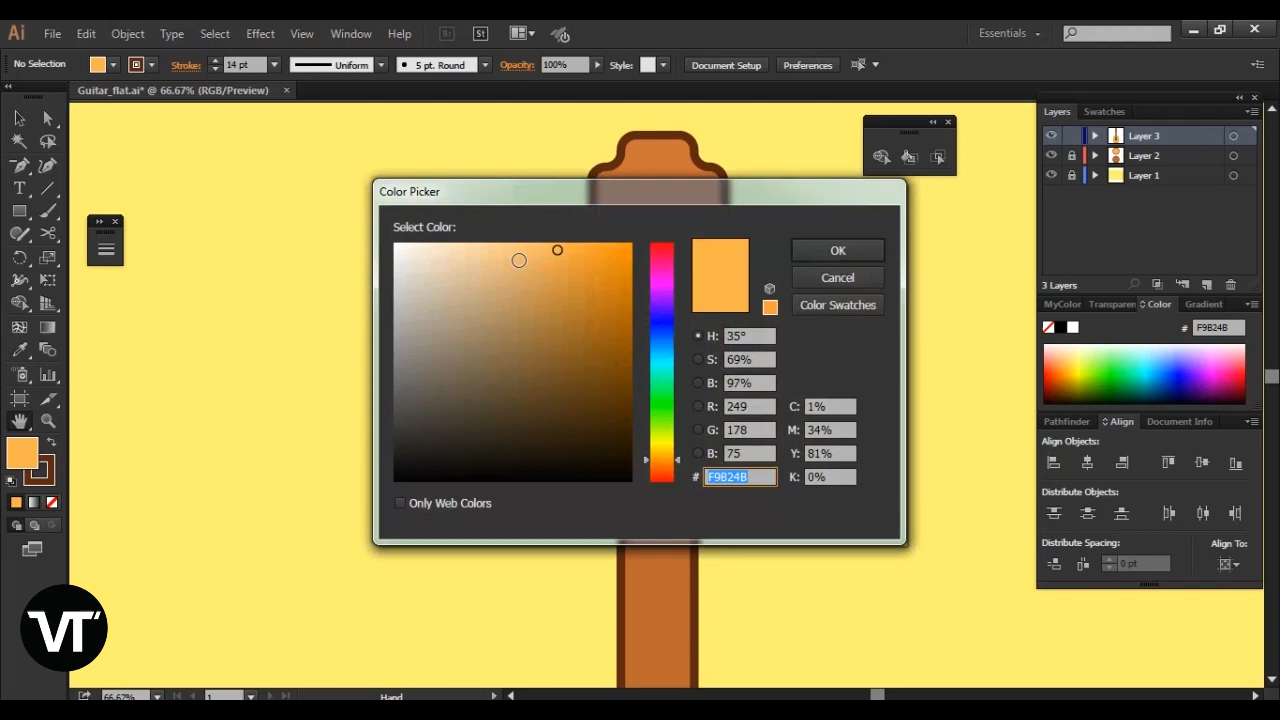 Ai File Edit Object Type Select Effect View Window Help Br St Essentials
No Selection Stroke: 14 pt Uniform 5 pt. Round Opacity: 100% Style: Document Setup Preferences
Guitar_flat.ai* @ 66.67% (RGB/Preview)
Layers Swatches
Layer 3
Layer 2
Layer 1
3 Layers
Color Picker
Select Color:
OK
Cancel
Color Swatches
H: 35°
S: 69%
B: 97%
R: 249 C: 1%
G: 178 M: 34%
B: 75 Y: 81%
# F9B24B K: 0%
Only Web Colors
MyColor Transparen Color Gradient
# F9B24B
Pathfinder Align Document Info
Align Objects:
Distribute Objects:
Distribute Spacing: Align To:
0 pt
VT
66.67% 1 Hand